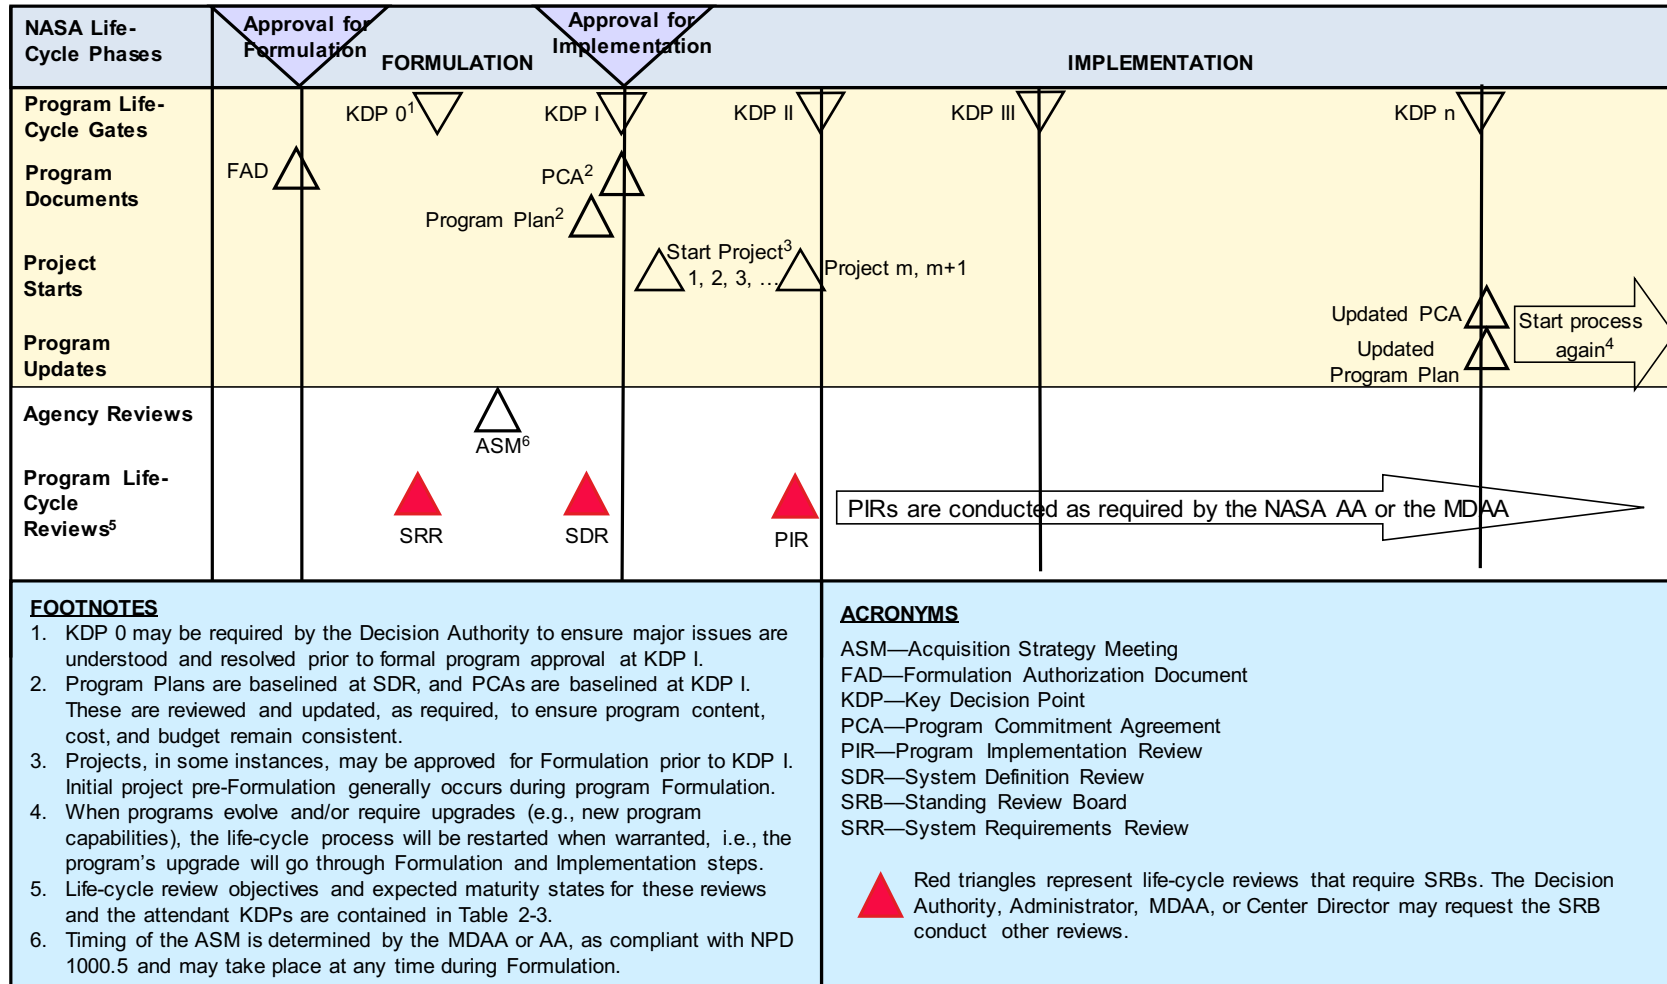 NASA Life-
Cycle Phases
Approval for
Formulation
FORMULATION
Approval for
Implementation
IMPLEMENTATION
Program Life-
Cycle Gates
KDP 0¹
KDP I
KDP II
KDP III
KDP n
Program
Documents
FAD
PCA²
Program Plan²
Project
Starts
Start Project³
1, 2, 3, …
Project m, m+1
Program
Updates
Updated PCA
Updated
Program Plan
Start process
again⁴
Agency Reviews
ASM⁶
Program Life-
Cycle
Reviews⁵
SRR
SDR
PIR
PIRs are conducted as required by the NASA AA or the MDAA
FOOTNOTES
1. KDP 0 may be required by the Decision Authority to ensure major issues are
understood and resolved prior to formal program approval at KDP I.
2. Program Plans are baselined at SDR, and PCAs are baselined at KDP I.
These are reviewed and updated, as required, to ensure program content,
cost, and budget remain consistent.
3. Projects, in some instances, may be approved for Formulation prior to KDP I.
Initial project pre-Formulation generally occurs during program Formulation.
4. When programs evolve and/or require upgrades (e.g., new program
capabilities), the life-cycle process will be restarted when warranted, i.e., the
program's upgrade will go through Formulation and Implementation steps.
5. Life-cycle review objectives and expected maturity states for these reviews
and the attendant KDPs are contained in Table 2-3.
6. Timing of the ASM is determined by the MDAA or AA, as compliant with NPD
1000.5 and may take place at any time during Formulation.
ACRONYMS
ASM—Acquisition Strategy Meeting
FAD—Formulation Authorization Document
KDP—Key Decision Point
PCA—Program Commitment Agreement
PIR—Program Implementation Review
SDR—System Definition Review
SRB—Standing Review Board
SRR—System Requirements Review
Red triangles represent life-cycle reviews that require SRBs. The Decision
Authority, Administrator, MDAA, or Center Director may request the SRB
conduct other reviews.